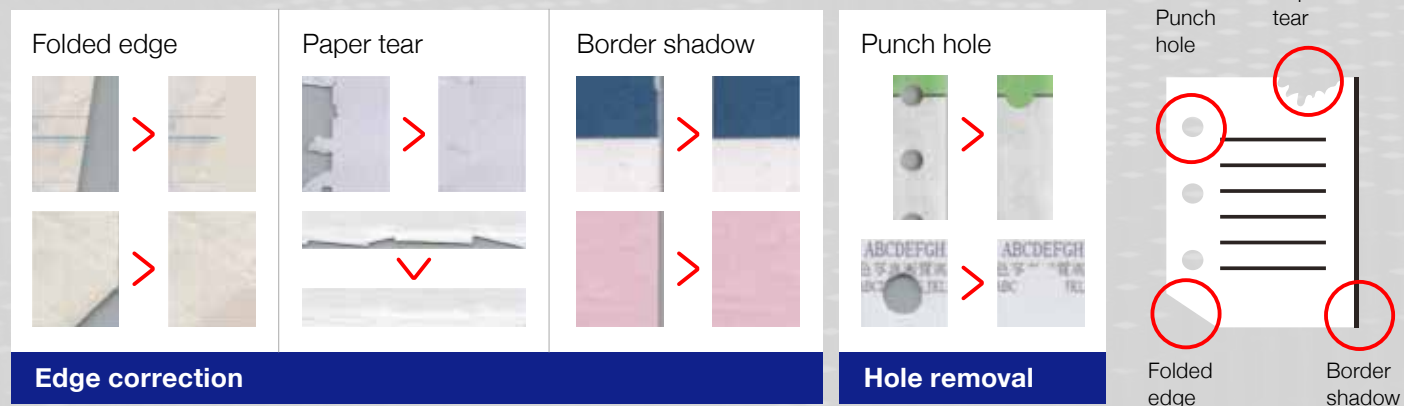 Folded edge
Paper tear
Border shadow
Edge correction
Punch hole
ABCDEFGH
ABCDEFGH
Hole removal
Punch
hole
tear
Folded
edge
Border
shadow